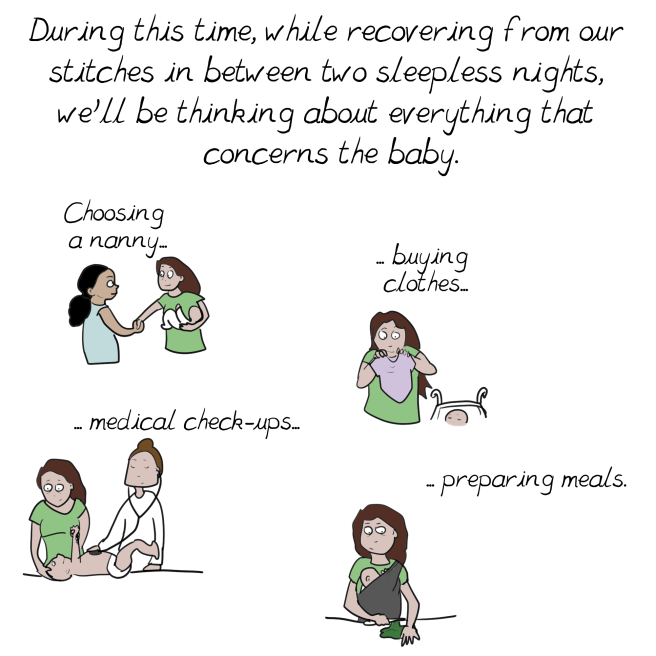 During this time, while recovering from our
stitches in between two sleepless nights,
we'll be thinking about everything that
concerns the baby.
Choosing
a nanny...
... buying
clothes...
... medical check-ups...
... preparing meals.